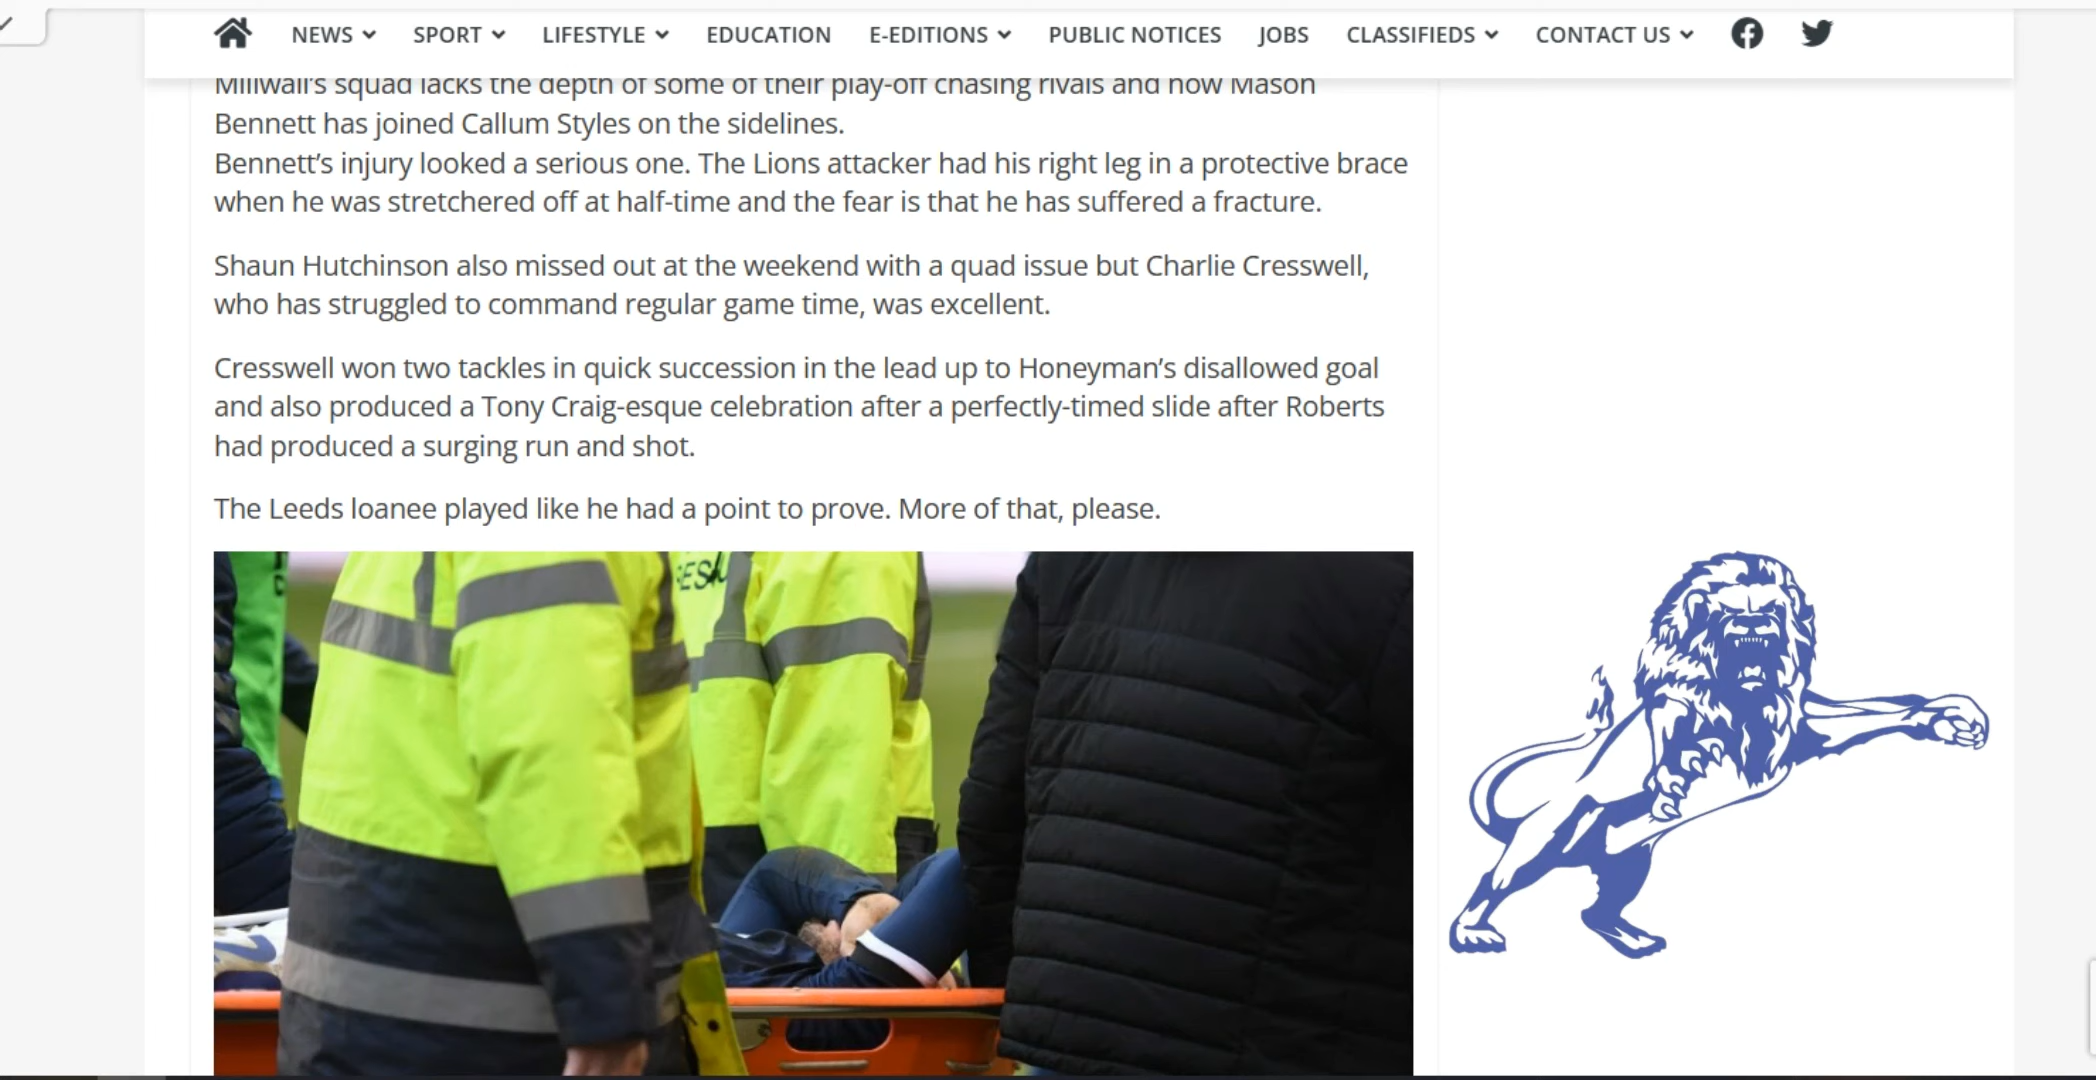 NEWS SPORT LIFESTYLE EDUCATION E-EDITIONS PUBLIC NOTICES JOBS CLASSIFIEDS CONTACT US
Millwall's squad lacks the depth of some of their play-off chasing rivals and now Mason
Bennett has joined Callum Styles on the sidelines.
Bennett’s injury looked a serious one. The Lions attacker had his right leg in a protective brace
when he was stretchered off at half-time and the fear is that he has suffered a fracture.
Shaun Hutchinson also missed out at the weekend with a quad issue but Charlie Cresswell,
who has struggled to command regular game time, was excellent.
Cresswell won two tackles in quick succession in the lead up to Honeyman’s disallowed goal
and also produced a Tony Craig-esque celebration after a perfectly-timed slide after Roberts
had produced a surging run and shot.
The Leeds loanee played like he had a point to prove. More of that, please.